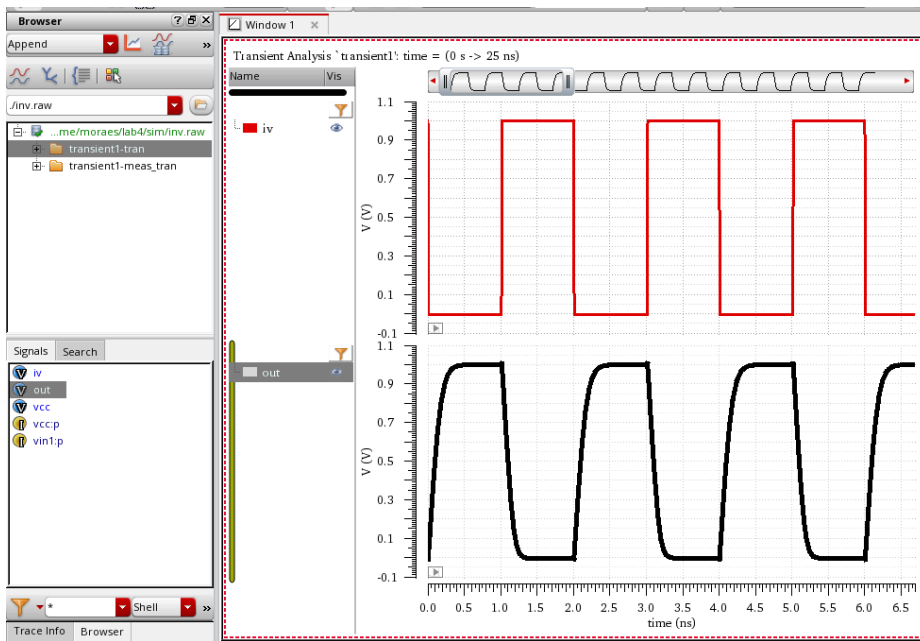 Browser
Append
»
./inv.raw
...me/moraes/lab4/sim/inv.raw
transient1-tran
transient1-meas_tran
Signals
Search
iv
out
vcc
vcc:p
vin1:p
*
Shell
»
Trace Info
Browser
Window 1
Transient Analysis `transient1': time = (0 s -> 25 ns)
Name
Vis
iv
out
1.1
0.9
0.7
0.5
0.3
0.1
-0.1
V (V)
1.1
0.9
0.7
0.5
0.3
0.1
-0.1
V (V)
0.0 0.5 1.0 1.5 2.0 2.5 3.0 3.5 4.0 4.5 5.0 5.5 6.0 6.5
time (ns)